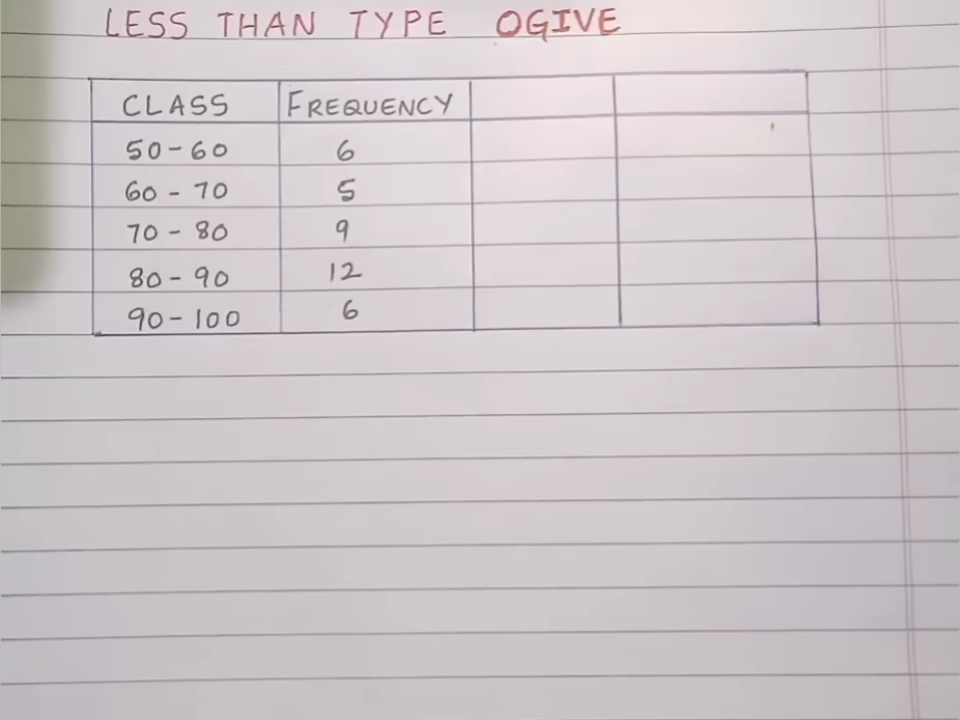 LESS THAN TYPE OGIVE
CLASS FREQUENCY
50-60 6
60 - 70 5
70 - 80 9
80 - 90 12
90-100 6